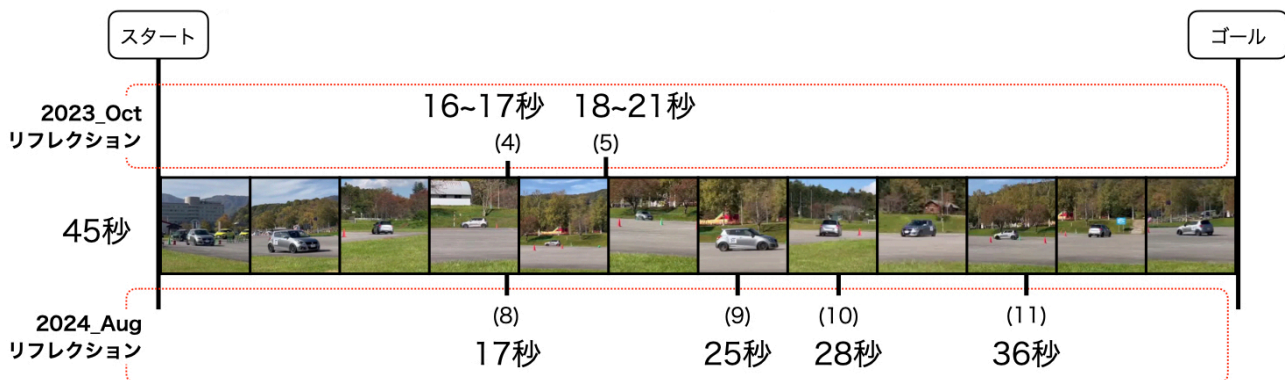 スタート
ゴール
2023_Oct
リフレクション
16~17秒
18~21秒
(4)
(5)
45秒
2024_Aug
リフレクション
(8)
(9)
(10)
(11)
17秒
25秒
28秒
36秒